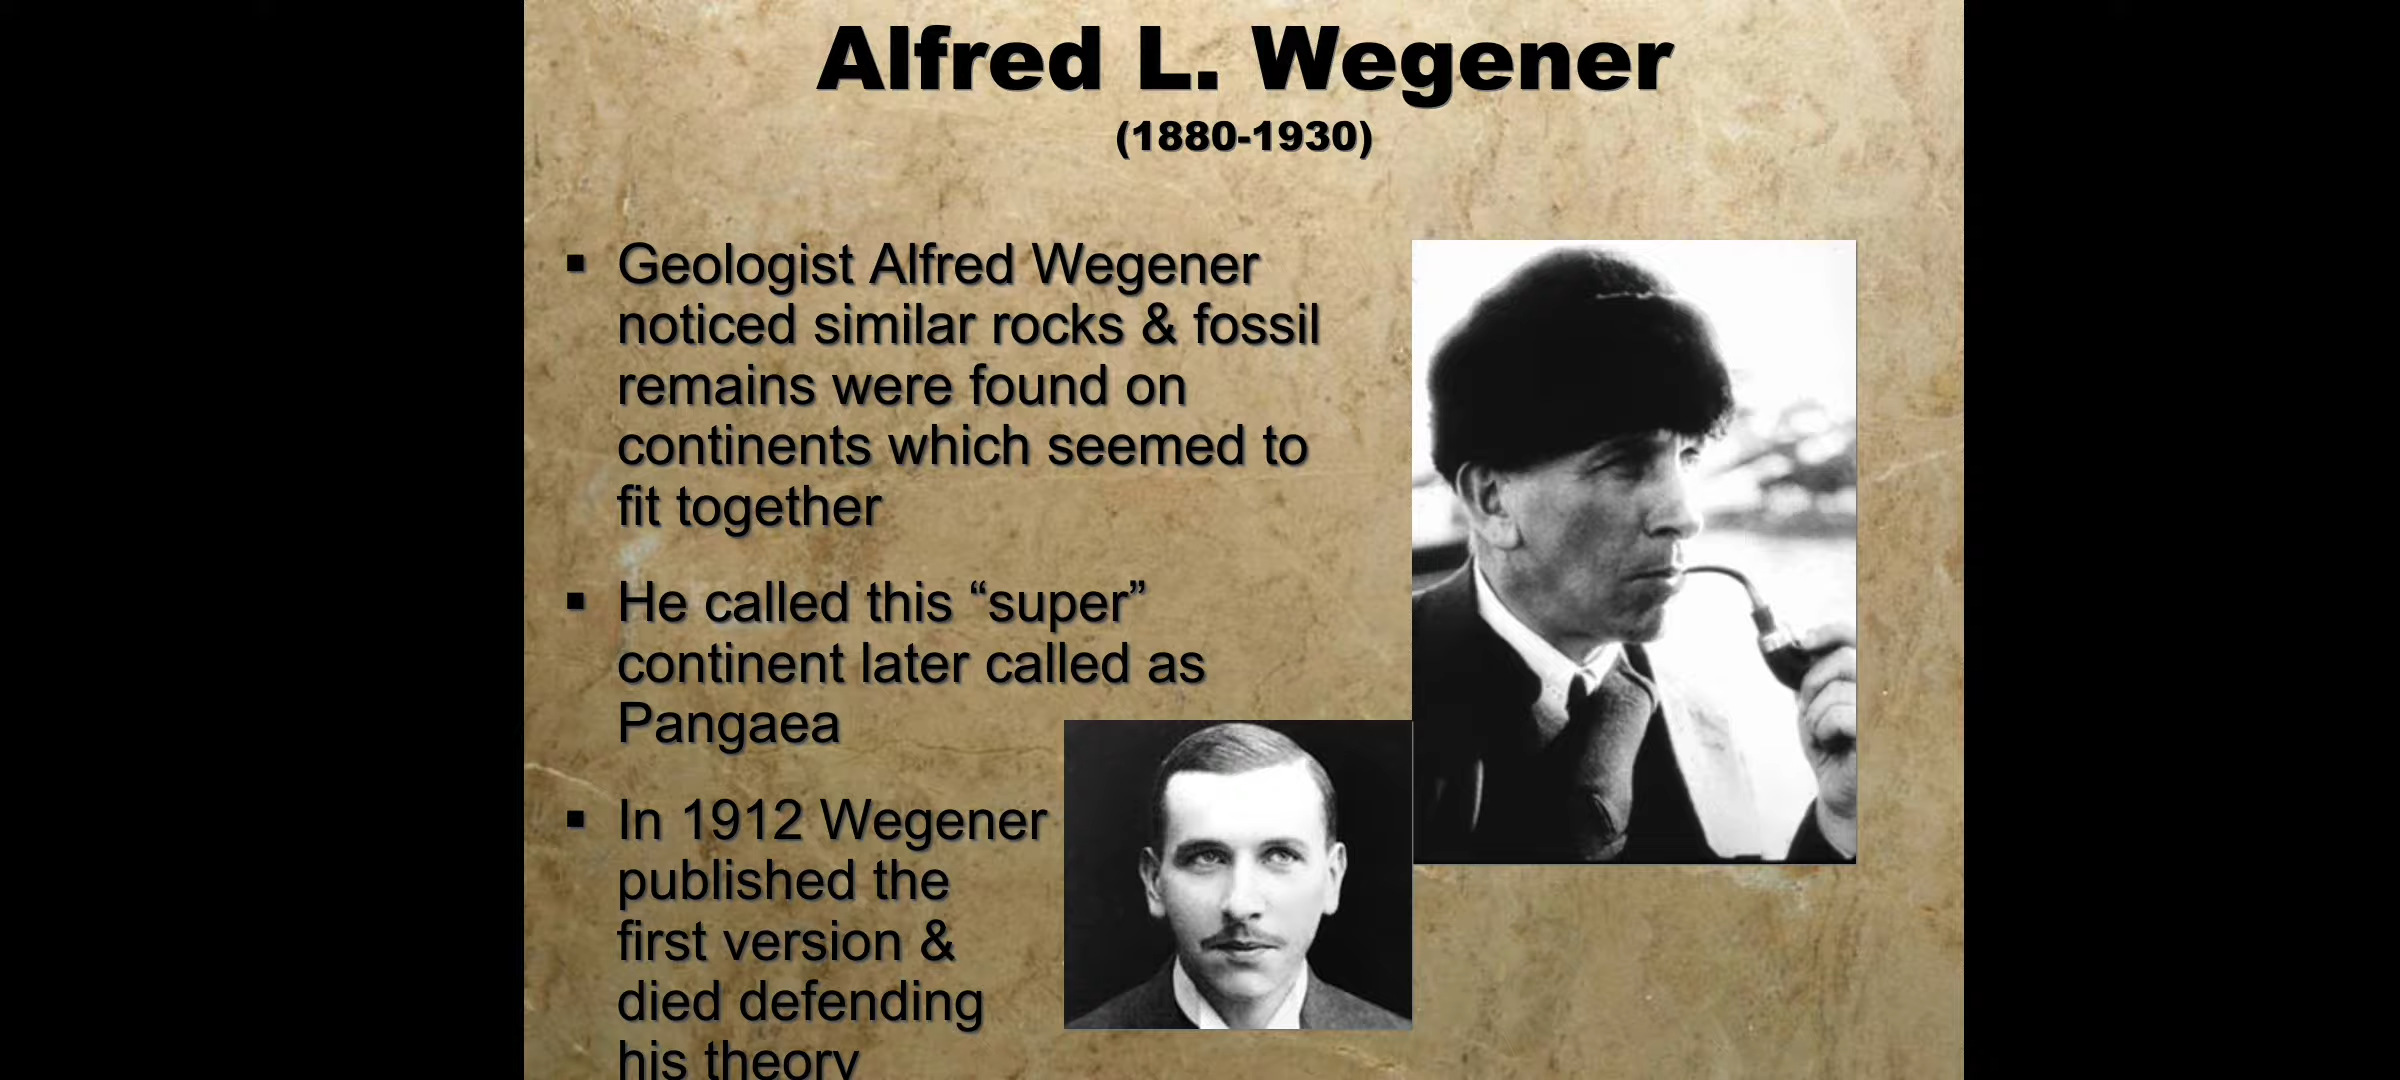 Alfred L. Wegener
(1880-1930)
▪ Geologist Alfred Wegener
noticed similar rocks & fossil
remains were found on
continents which seemed to
fit together
▪ He called this “super”
continent later called as
Pangaea
▪ In 1912 Wegener
published the
first version &
died defending
his theory